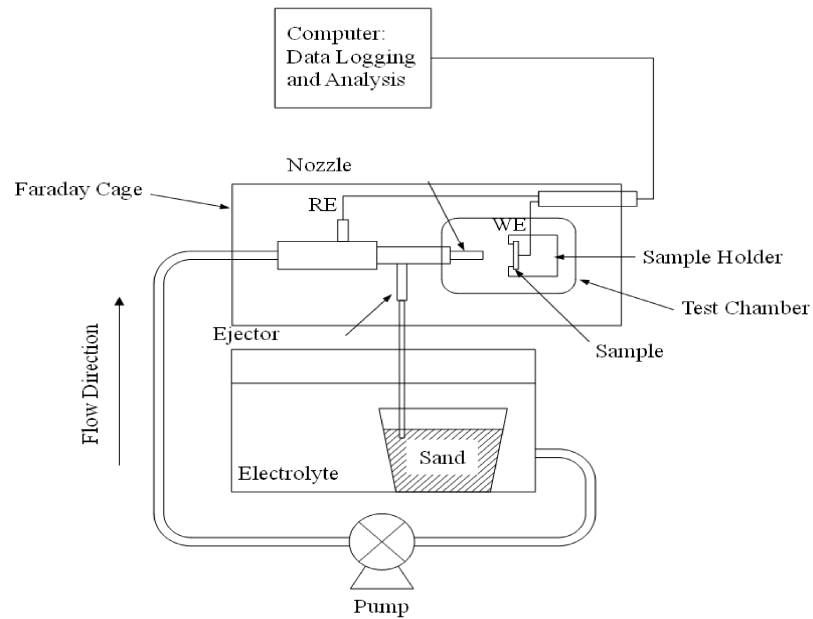 Computer:
Data Logging
and Analysis
Nozzle
Faraday Cage
RE
WE
Sample Holder
Test Chamber
Ejector
Sample
Flow Direction
Sand
Electrolyte
Pump